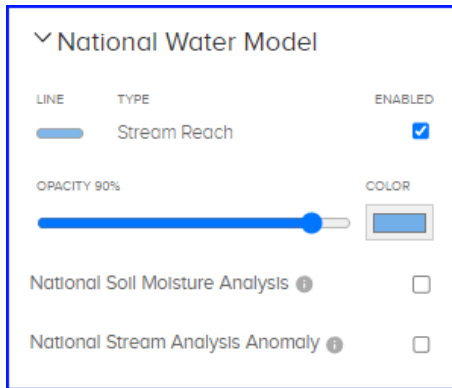 National Water Model
LINE TYPE ENABLED
Stream Reach
OPACITY 90% COLOR
National Soil Moisture Analysis
National Stream Analysis Anomaly